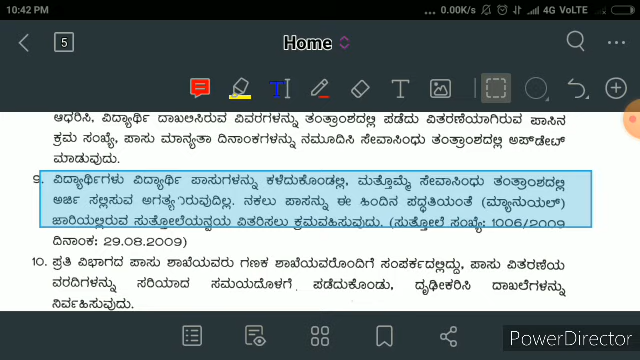 10:42 PM
... 0.00K/s 4G VoLTE
5
Home
T
T
ಆಧರಿಸಿ, ವಿದ್ಯಾರ್ಥಿ ದಾಖಲಿಸಿರುವ ವಿವರಗಳನ್ನು ತಂತ್ರಾಂಶದಲ್ಲಿ ಪಡೆದು ವಿತರಣೆಯಾಗಿರುವ ಪಾಸಿನ
ಕ್ರಮ ಸಂಖ್ಯೆ, ಪಾಸು ಮಾನ್ಯತಾ ದಿನಾಂಕಗಳನ್ನು ನಮೂದಿಸಿ ಸೇವಾಸಿಂಧು ತಂತ್ರಾಂಶದಲ್ಲಿ ಅಪ್‌ಡೇಟ್
ಮಾಡುವುದು.
9. ವಿದ್ಯಾರ್ಥಿಗಳು ವಿದ್ಯಾರ್ಥಿ ಪಾಸುಗಳನ್ನು ಕಳೆದುಕೊಂಡಲ್ಲಿ, ಮತ್ತೊಮ್ಮೆ ಸೇವಾಸಿಂಧು ತಂತ್ರಾಂಶದಲ್ಲಿ
ಅರ್ಜಿ ಸಲ್ಲಿಸುವ ಅಗತ್ಯವಿರುವುದಿಲ್ಲ. ನಕಲು ಪಾಸನ್ನು ಈ ಹಿಂದಿನ ಪದ್ಧತಿಯಂತೆ (ಮ್ಯಾನುಯಲ್)
ಜಾರಿಯಲ್ಲಿರುವ ಸುತ್ತೋಲೆಯನ್ವಯ ವಿತರಿಸಲು ಕ್ರಮವಹಿಸುವುದು. (ಸುತ್ತೋಲೆ ಸಂಖ್ಯೆ: 1006/2009
ದಿನಾಂಕ: 29.08.2009)
10. ಪ್ರತಿ ವಿಭಾಗದ ಪಾಸು ಶಾಖೆಯವರು ಗಣಕ ಶಾಖೆಯವರೊಂದಿಗೆ ಸಂಪರ್ಕದಲ್ಲಿದ್ದು, ಪಾಸು ವಿತರಣೆಯ
ವರದಿಗಳನ್ನು ಸರಿಯಾದ ಸಮಯದೊಳಗೆ ಪಡೆದುಕೊಂಡು, ದೃಢೀಕರಿಸಿ ದಾಖಲೆಗಳನ್ನು
ನಿರ್ವಹಿಸುವುದು.
PowerDirector